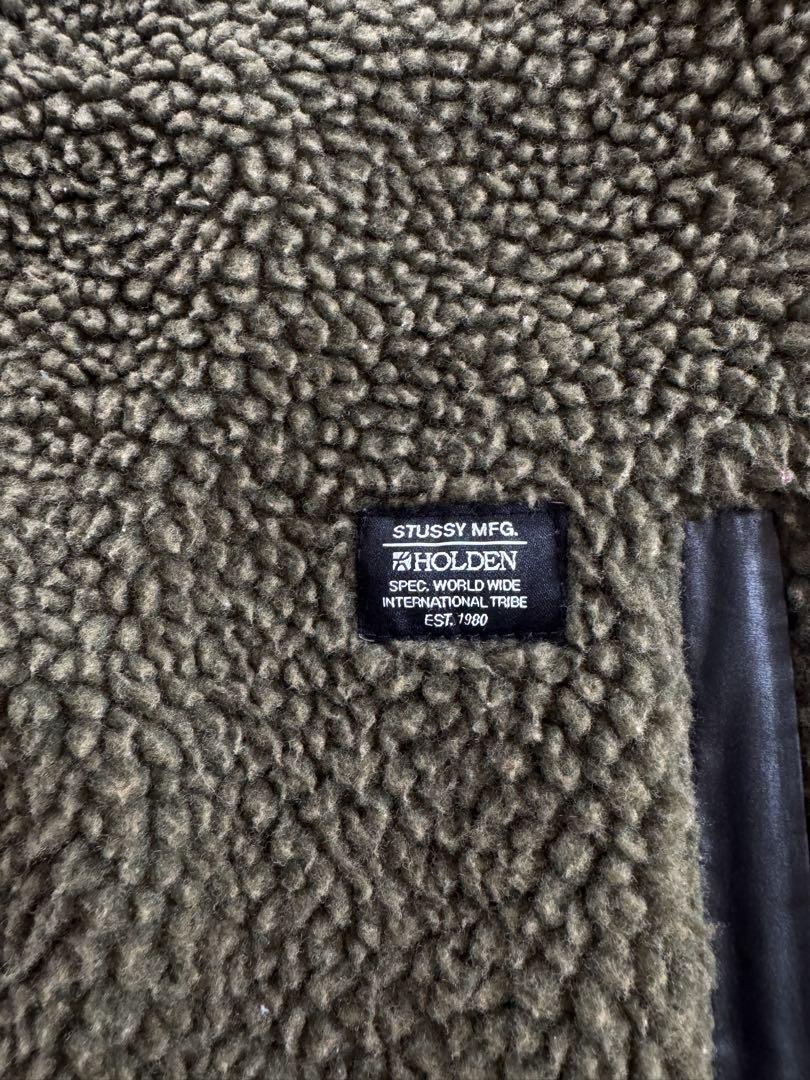 STUSSY MFG.
HOLDEN
SPEC. WORLD WIDE
INTERNATIONAL TRIBE
EST. 1980